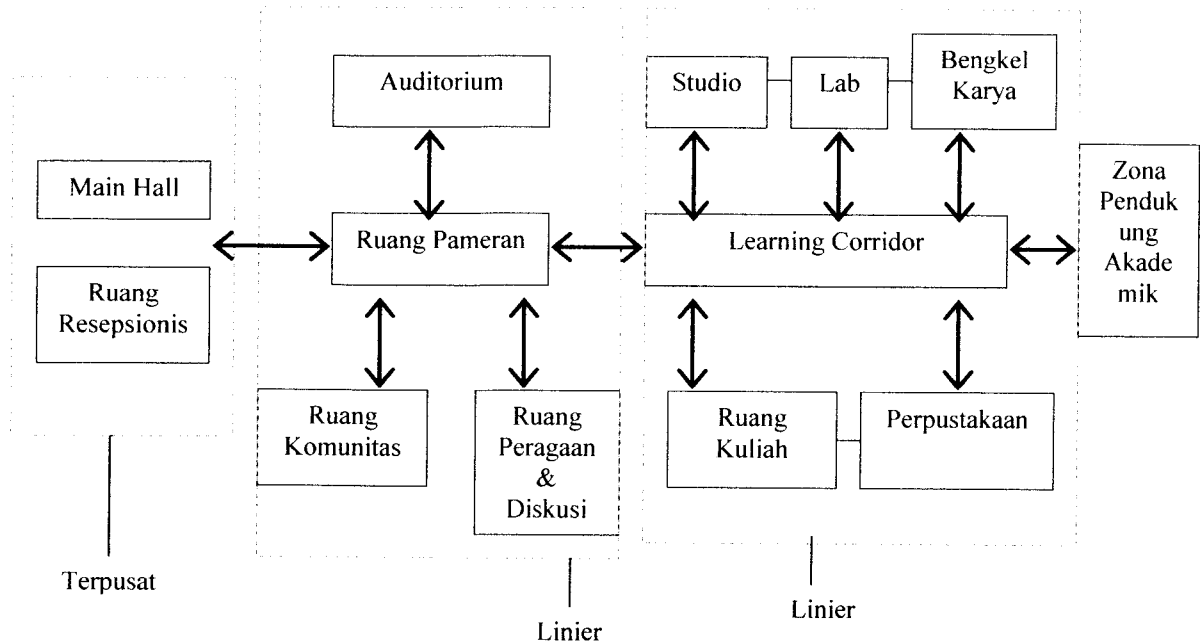 Main Hall
Ruang
Resepsionis
Terpusat
Auditorium
Ruang Pameran
Ruang
Komunitas
Ruang
Peragaan
&
Diskusi
Linier
Studio
Lab
Bengkel
Karya
Learning Corridor
Ruang
Kuliah
Perpustakaan
Linier
Zona
Penduk
ung
Akade
mik